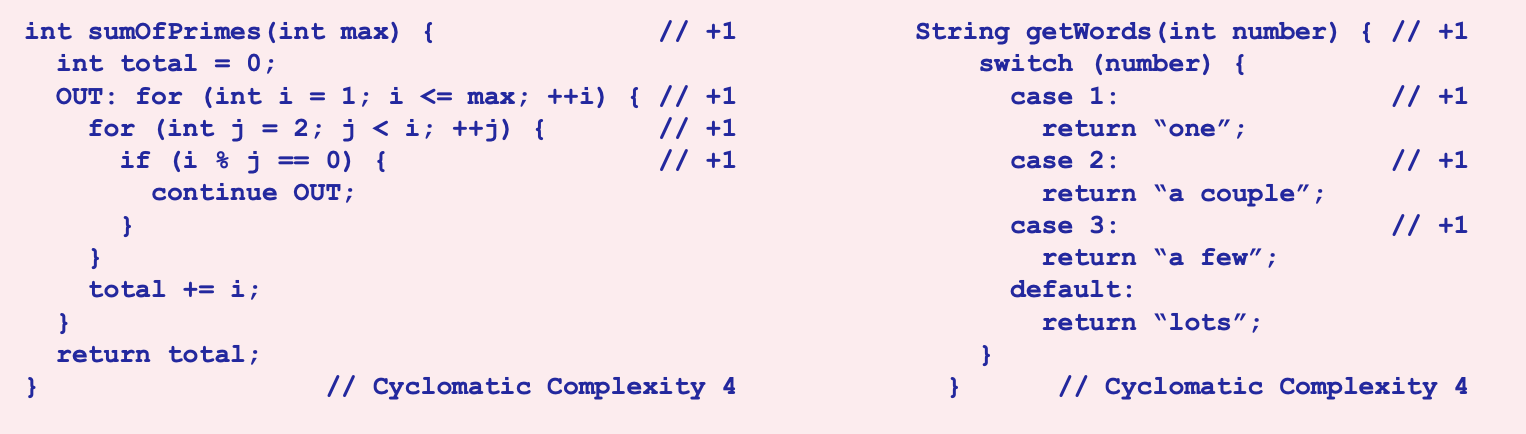 int sumOfPrimes(int max) { // +1
int total = 0;
OUT: for (int i = 1; i <= max; ++i) { // +1
for (int j = 2; j < i; ++j) { // +1
if (i % j == 0) { // +1
continue OUT;
}
}
total += i;
}
return total;
} // Cyclomatic Complexity 4
String getWords(int number) { // +1
switch (number) {
case 1: // +1
return “one”;
case 2: // +1
return “a couple”;
case 3: // +1
return “a few”;
default:
return “lots”;
}
} // Cyclomatic Complexity 4